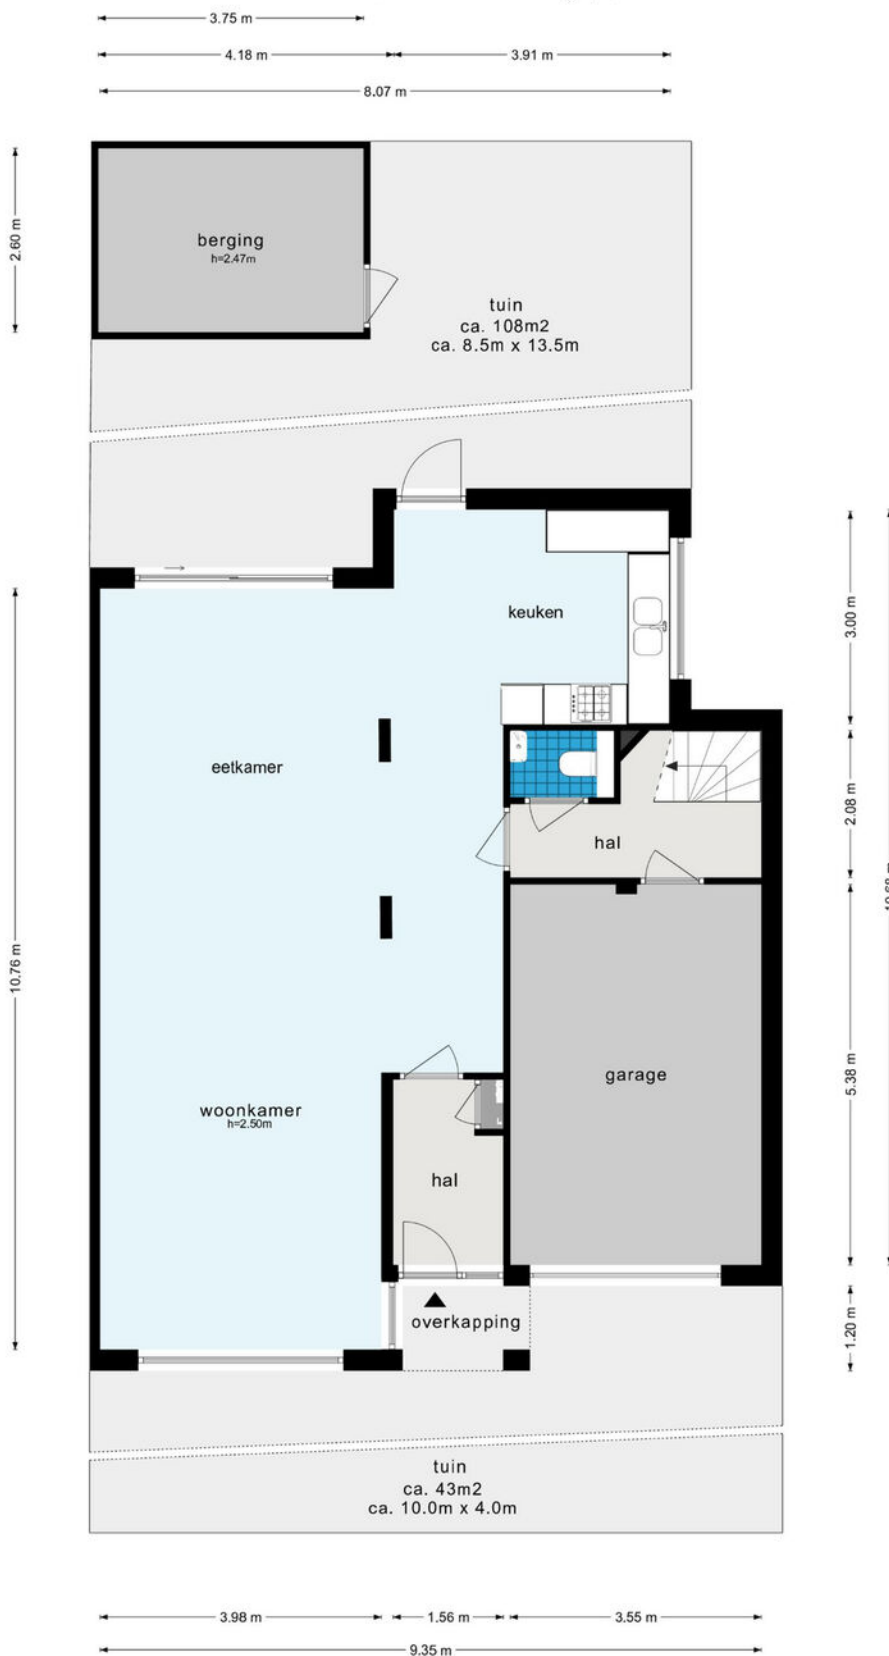 3.75 m
4.18 m
3.91 m
8.07 m
2.60 m
berging
h=2.47m
tuin
ca. 108m2
ca. 8.5m x 13.5m
keuken
3.00 m
eetkamer
2.08 m
hal
10.76 m
garage
5.38 m
woonkamer
h=2.50m
hal
overkapping
1.20 m
tuin
ca. 43m2
ca. 10.0m x 4.0m
3.98 m
1.56 m
3.55 m
9.35 m